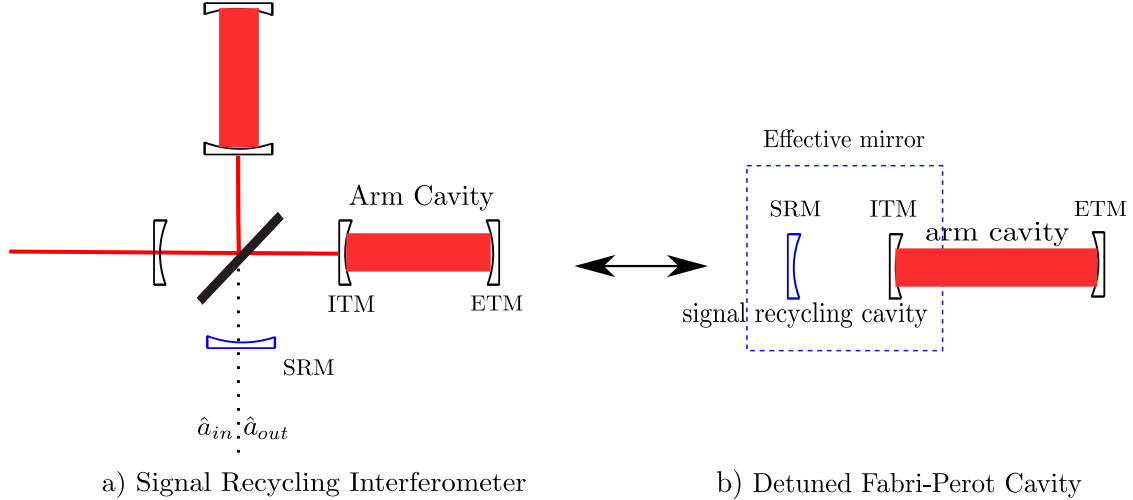 Arm Cavity
ITM
ETM
SRM
â_in
â_out
a) Signal Recycling Interferometer
Effective mirror
SRM
ITM
ETM
arm cavity
signal recycling cavity
b) Detuned Fabri-Perot Cavity